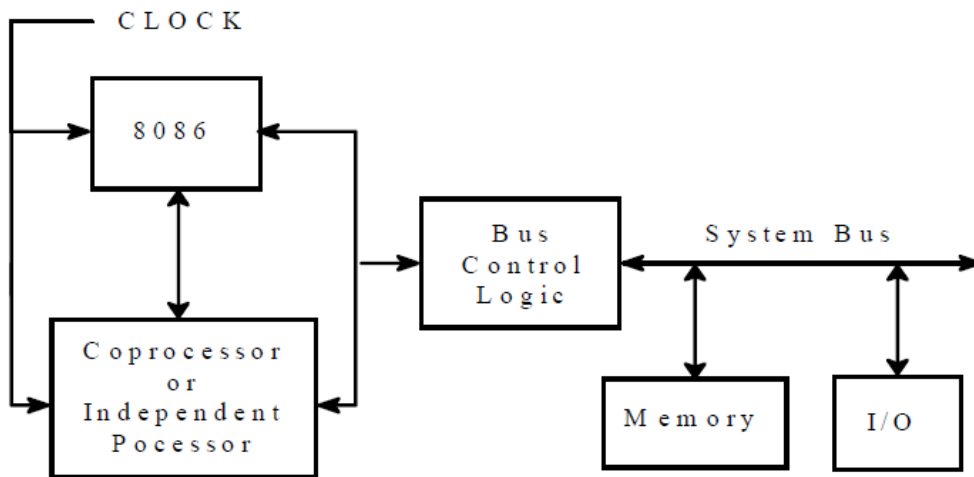 CLOCK
8086
Bus
Control
Logic
System Bus
Coprocessor
or
Independent
Pocessor
Memory
I/O